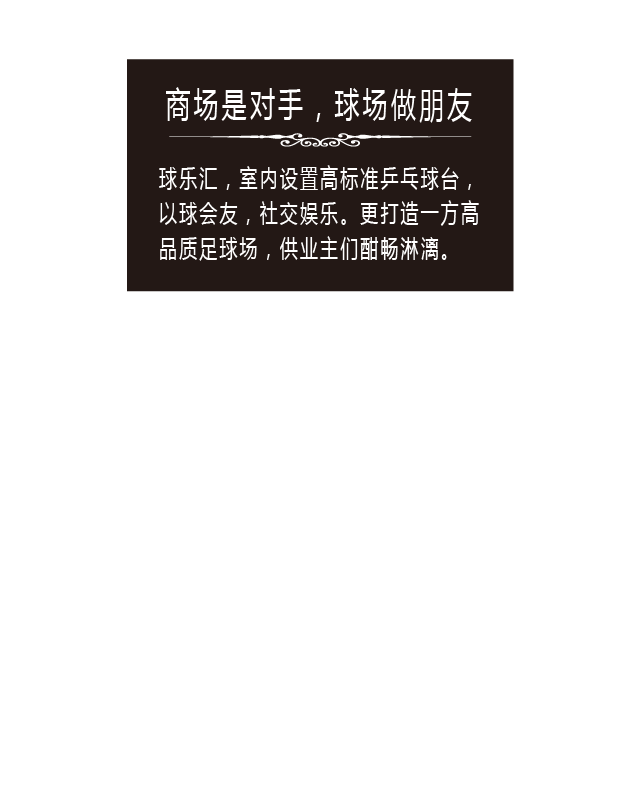 商场是对手，球场做朋友
球乐汇，室内设置高标准乒乓球台，
以球会友，社交娱乐。更打造一方高
品质足球场，供业主们酣畅淋漓。